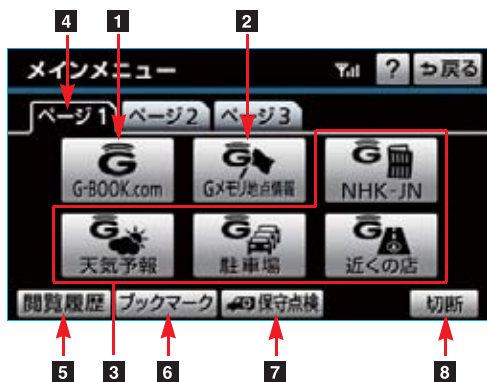 4 1 2
メインメニュー ? 戻る
ページ1 ページ2 ページ3
G-BOOK.com Gメモリ地点情報 NHK-JN
天気予報 駐車場 近くの店
閲覧履歴 ブックマーク 保守点検 切断
5 3 6 7 8